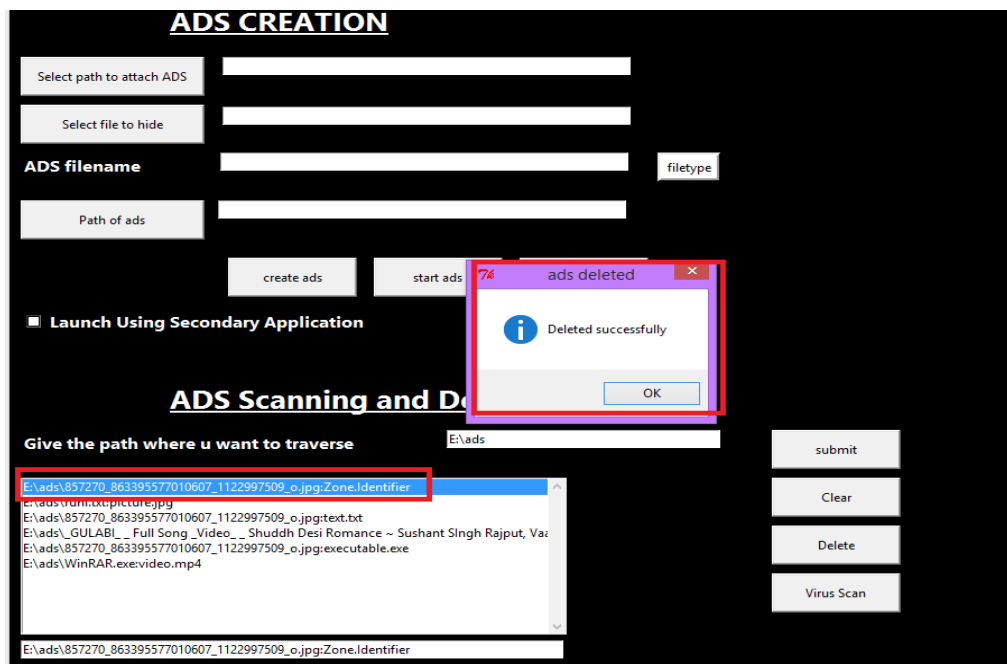 ADS CREATION
Select path to attach ADS
Select file to hide
ADS filename
filetype
Path of ads
create ads
start ads
Launch Using Secondary Application
ads deleted
Deleted successfully
OK
ADS Scanning and De
Give the path where u want to traverse
E:\ads
submit
E:\ads\857270_863395577010607_1122997509_o.jpg:Zone.Identifier
E:\ads\runi.txt:picture.jpg
E:\ads\857270_863395577010607_1122997509_o.jpg:text.txt
E:\ads\_GULABI_ _ Full Song _Video_ _ Shuddh Desi Romance ~ Sushant SIngh Rajput, Vaa
E:\ads\857270_863395577010607_1122997509_o.jpg:executable.exe
E:\ads\WinRAR.exe:video.mp4
Clear
Delete
Virus Scan
E:\ads\857270_863395577010607_1122997509_o.jpg:Zone.Identifier